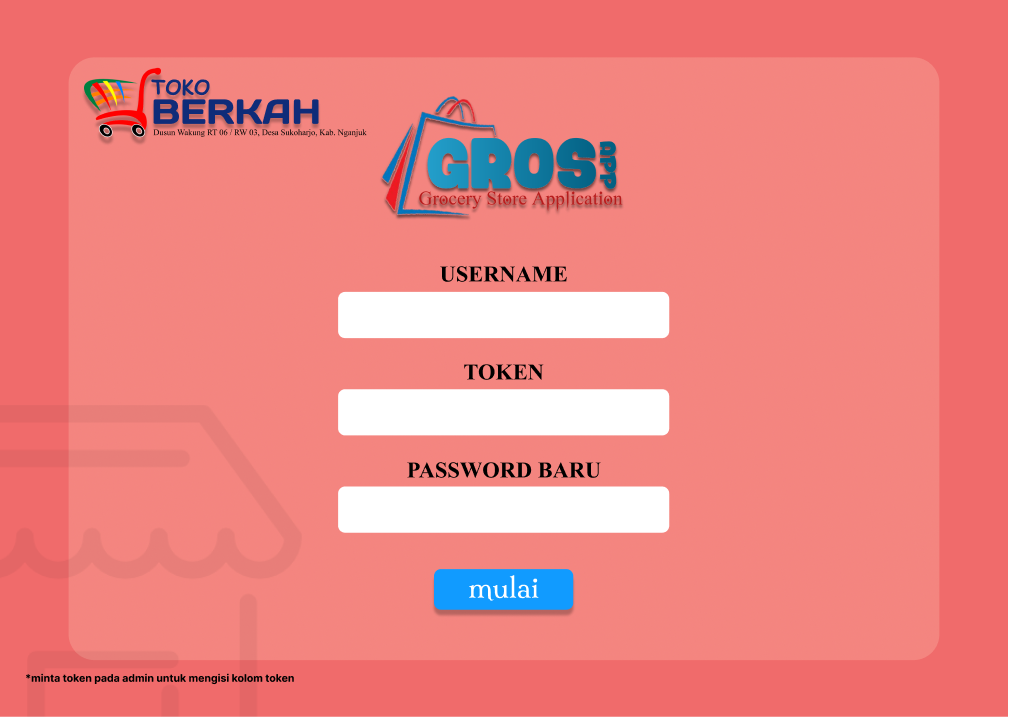 TOKO
BERKAH
Dusun Wakung RT 06 / RW 03, Desa Sukoharjo, Kab. Nganjuk
GROS app
Grocery Store Application
USERNAME
TOKEN
PASSWORD BARU
mulai
*minta token pada admin untuk mengisi kolom token